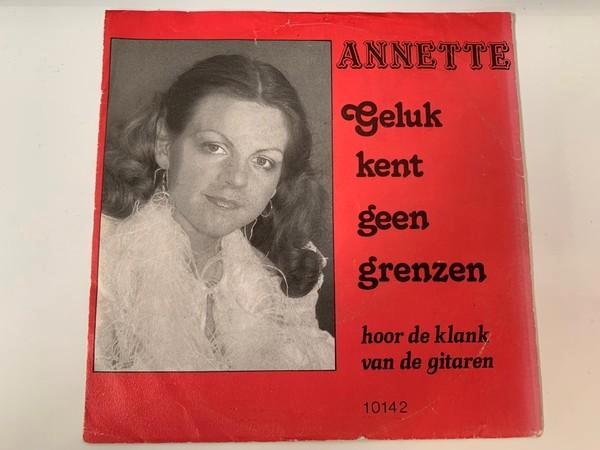 ANNETTE
Geluk
kent
geen
grenzen
hoor de klank
van de gitaren
10142